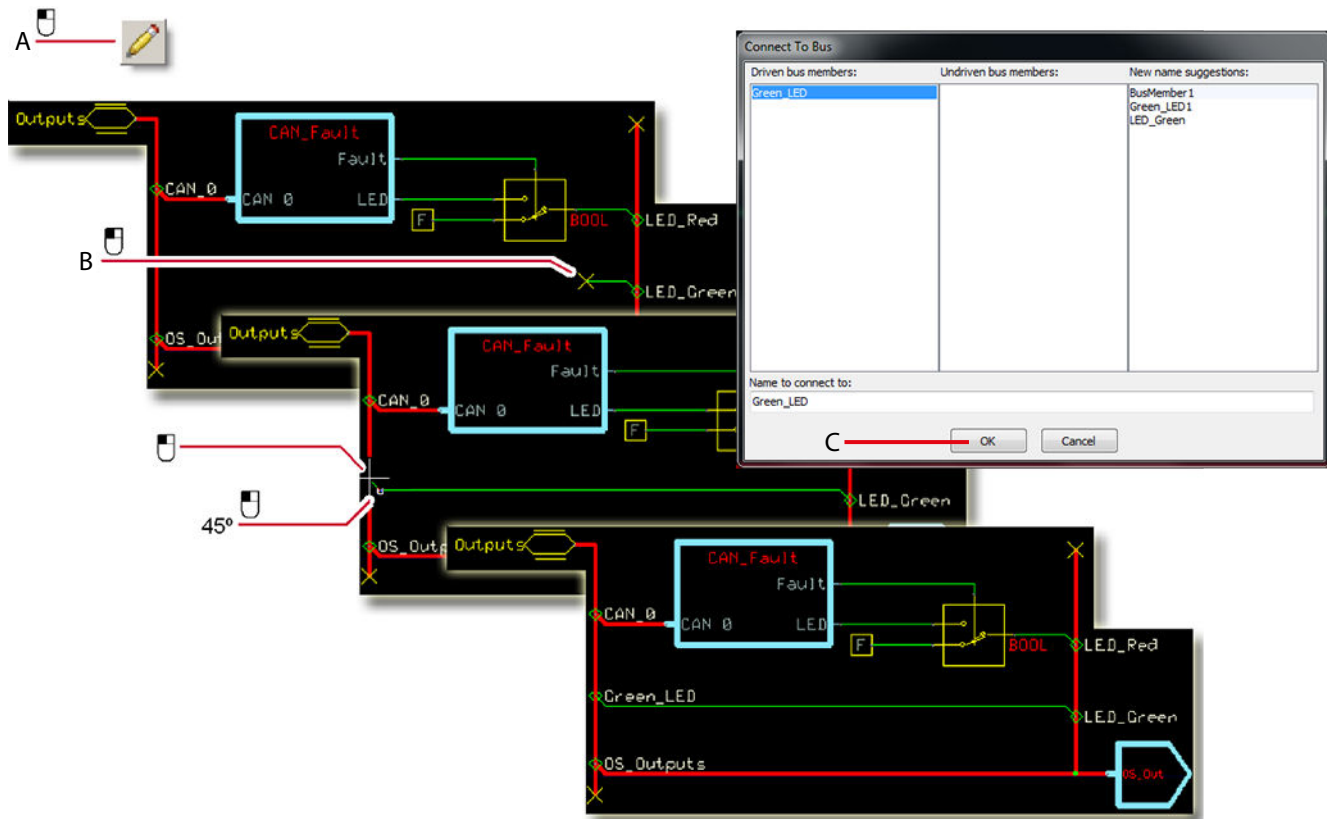 A
Outputs
CAN_Fault
Fault
CAN_0
CAN 0
LED
F
BOOL
LED_Red
B
LED_Green
OS_Out
Outputs
CAN_Fault
Fault
CAN_0
CAN 0
LED
F
LED_Green
45º
OS_Outp
Outputs
CAN_Fault
Fault
CAN_0
CAN 0
LED
F
BOOL
LED_Red
Green_LED
LED_Green
OS_Outputs
OS_Out
Connect To Bus
Driven bus members:
Undriven bus members:
New name suggestions:
Green_LED
BusMember1
Green_LED1
LED_Green
Name to connect to:
Green_LED
C
OK
Cancel